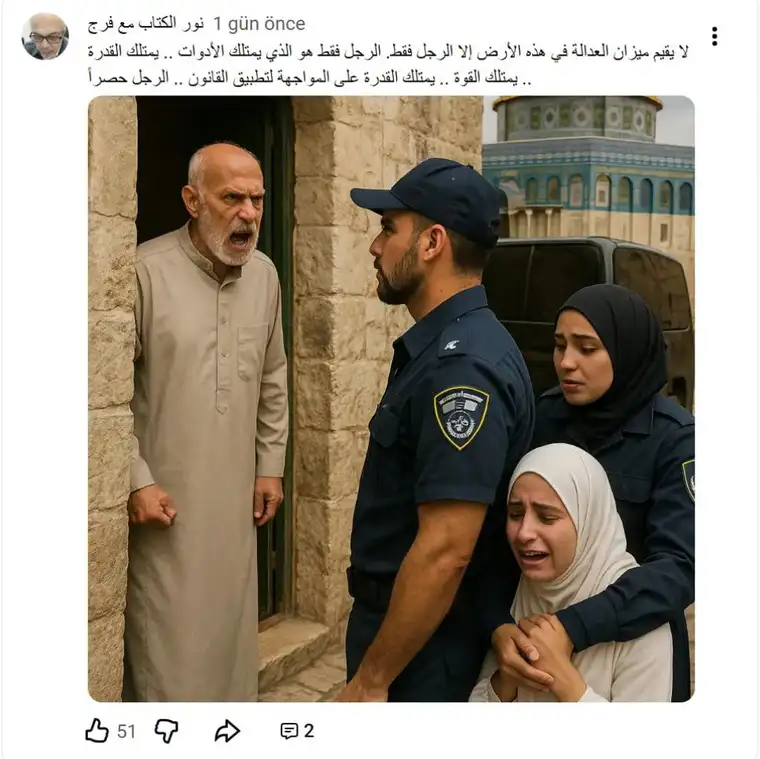 نور الكتاب مع فرج 1 gün önce
لا يقيم ميزان العدالة في هذه الأرض إلا الرجل فقط. الرجل فقط هو الذي يمتلك الأدوات .. يمتلك القدرة
.. يمتلك القوة .. يمتلك القدرة على المواجهة لتطبيق القانون .. الرجل حصراً
51
2